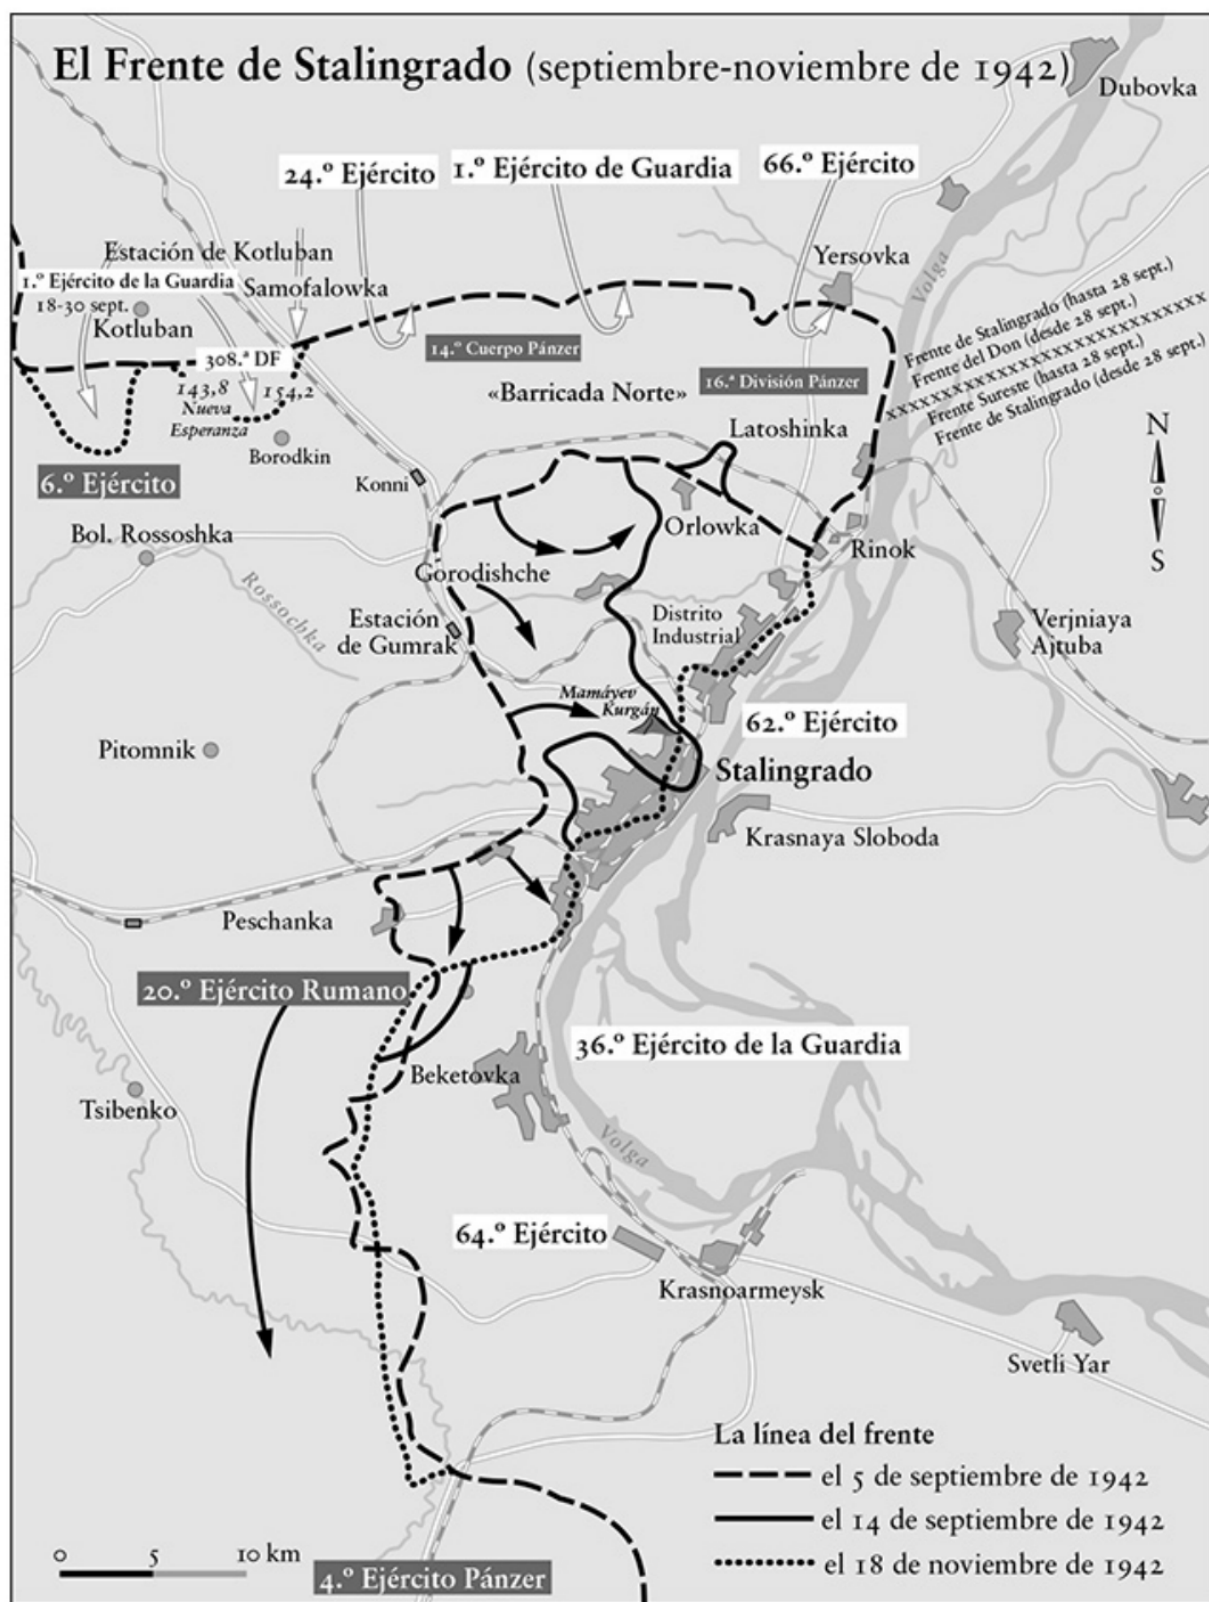 El Frente de Stalingrado (septiembre-noviembre de 1942)
Dubovka
24.º Ejército
1.º Ejército de Guardia
66.º Ejército
Estación de Kotluban
Yersovka
Volga
1.º Ejército de la Guardia
Samofalowka
18-30 sept.
Kotluban
Frente de Stalingrado (hasta 28 sept.)
Frente del Don (desde 28 sept.)
xxxxxxxxxxxxxxxxxxxxxxxxxxxxxx
Frente Sureste (hasta 28 sept.)
Frente de Stalingrado (desde 28 sept.)
14.º Cuerpo Pánzer
308.ª DF
16.ª División Pánzer
143,8
154,2
Nueva
Esperanza
«Barricada Norte»
Latoshinka
N
S
Borodkin
6.º Ejército
Konni
Orlowka
Bol. Rossoshka
Rinok
Rossochka
Gorodishche
Estación
de Gumrak
Distrito
Industrial
Verjniaya
Ajtuba
Mamáyev
Kurgán
62.º Ejército
Pitomnik
Stalingrado
Krasnaya Sloboda
Peschanka
20.º Ejército Rumano
36.º Ejército de la Guardia
Beketovka
Tsibenko
Volga
64.º Ejército
Krasnoarmeysk
Svetli Yar
La línea del frente
el 5 de septiembre de 1942
el 14 de septiembre de 1942
el 18 de noviembre de 1942
0 5 10 km
4.º Ejército Pánzer